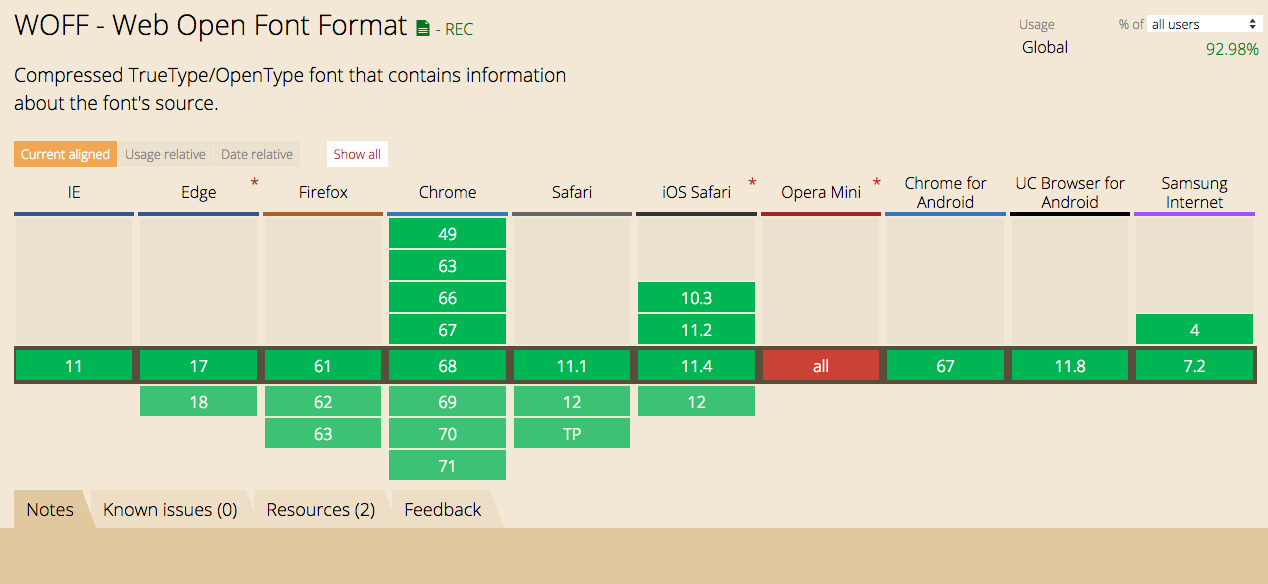 WOFF - Web Open Font Format - REC
Usage % of all users
Global 92.98%
Compressed TrueType/OpenType font that contains information
about the font's source.
Current aligned Usage relative Date relative Show all
IE Edge * Firefox Chrome Safari iOS Safari * Opera Mini * Chrome for Android UC Browser for Android Samsung Internet
49
63
66 10.3
67 11.2 4
11 17 61 68 11.1 11.4 all 67 11.8 7.2
18 62 69 12 12
63 70 TP
71
Notes Known issues (0) Resources (2) Feedback